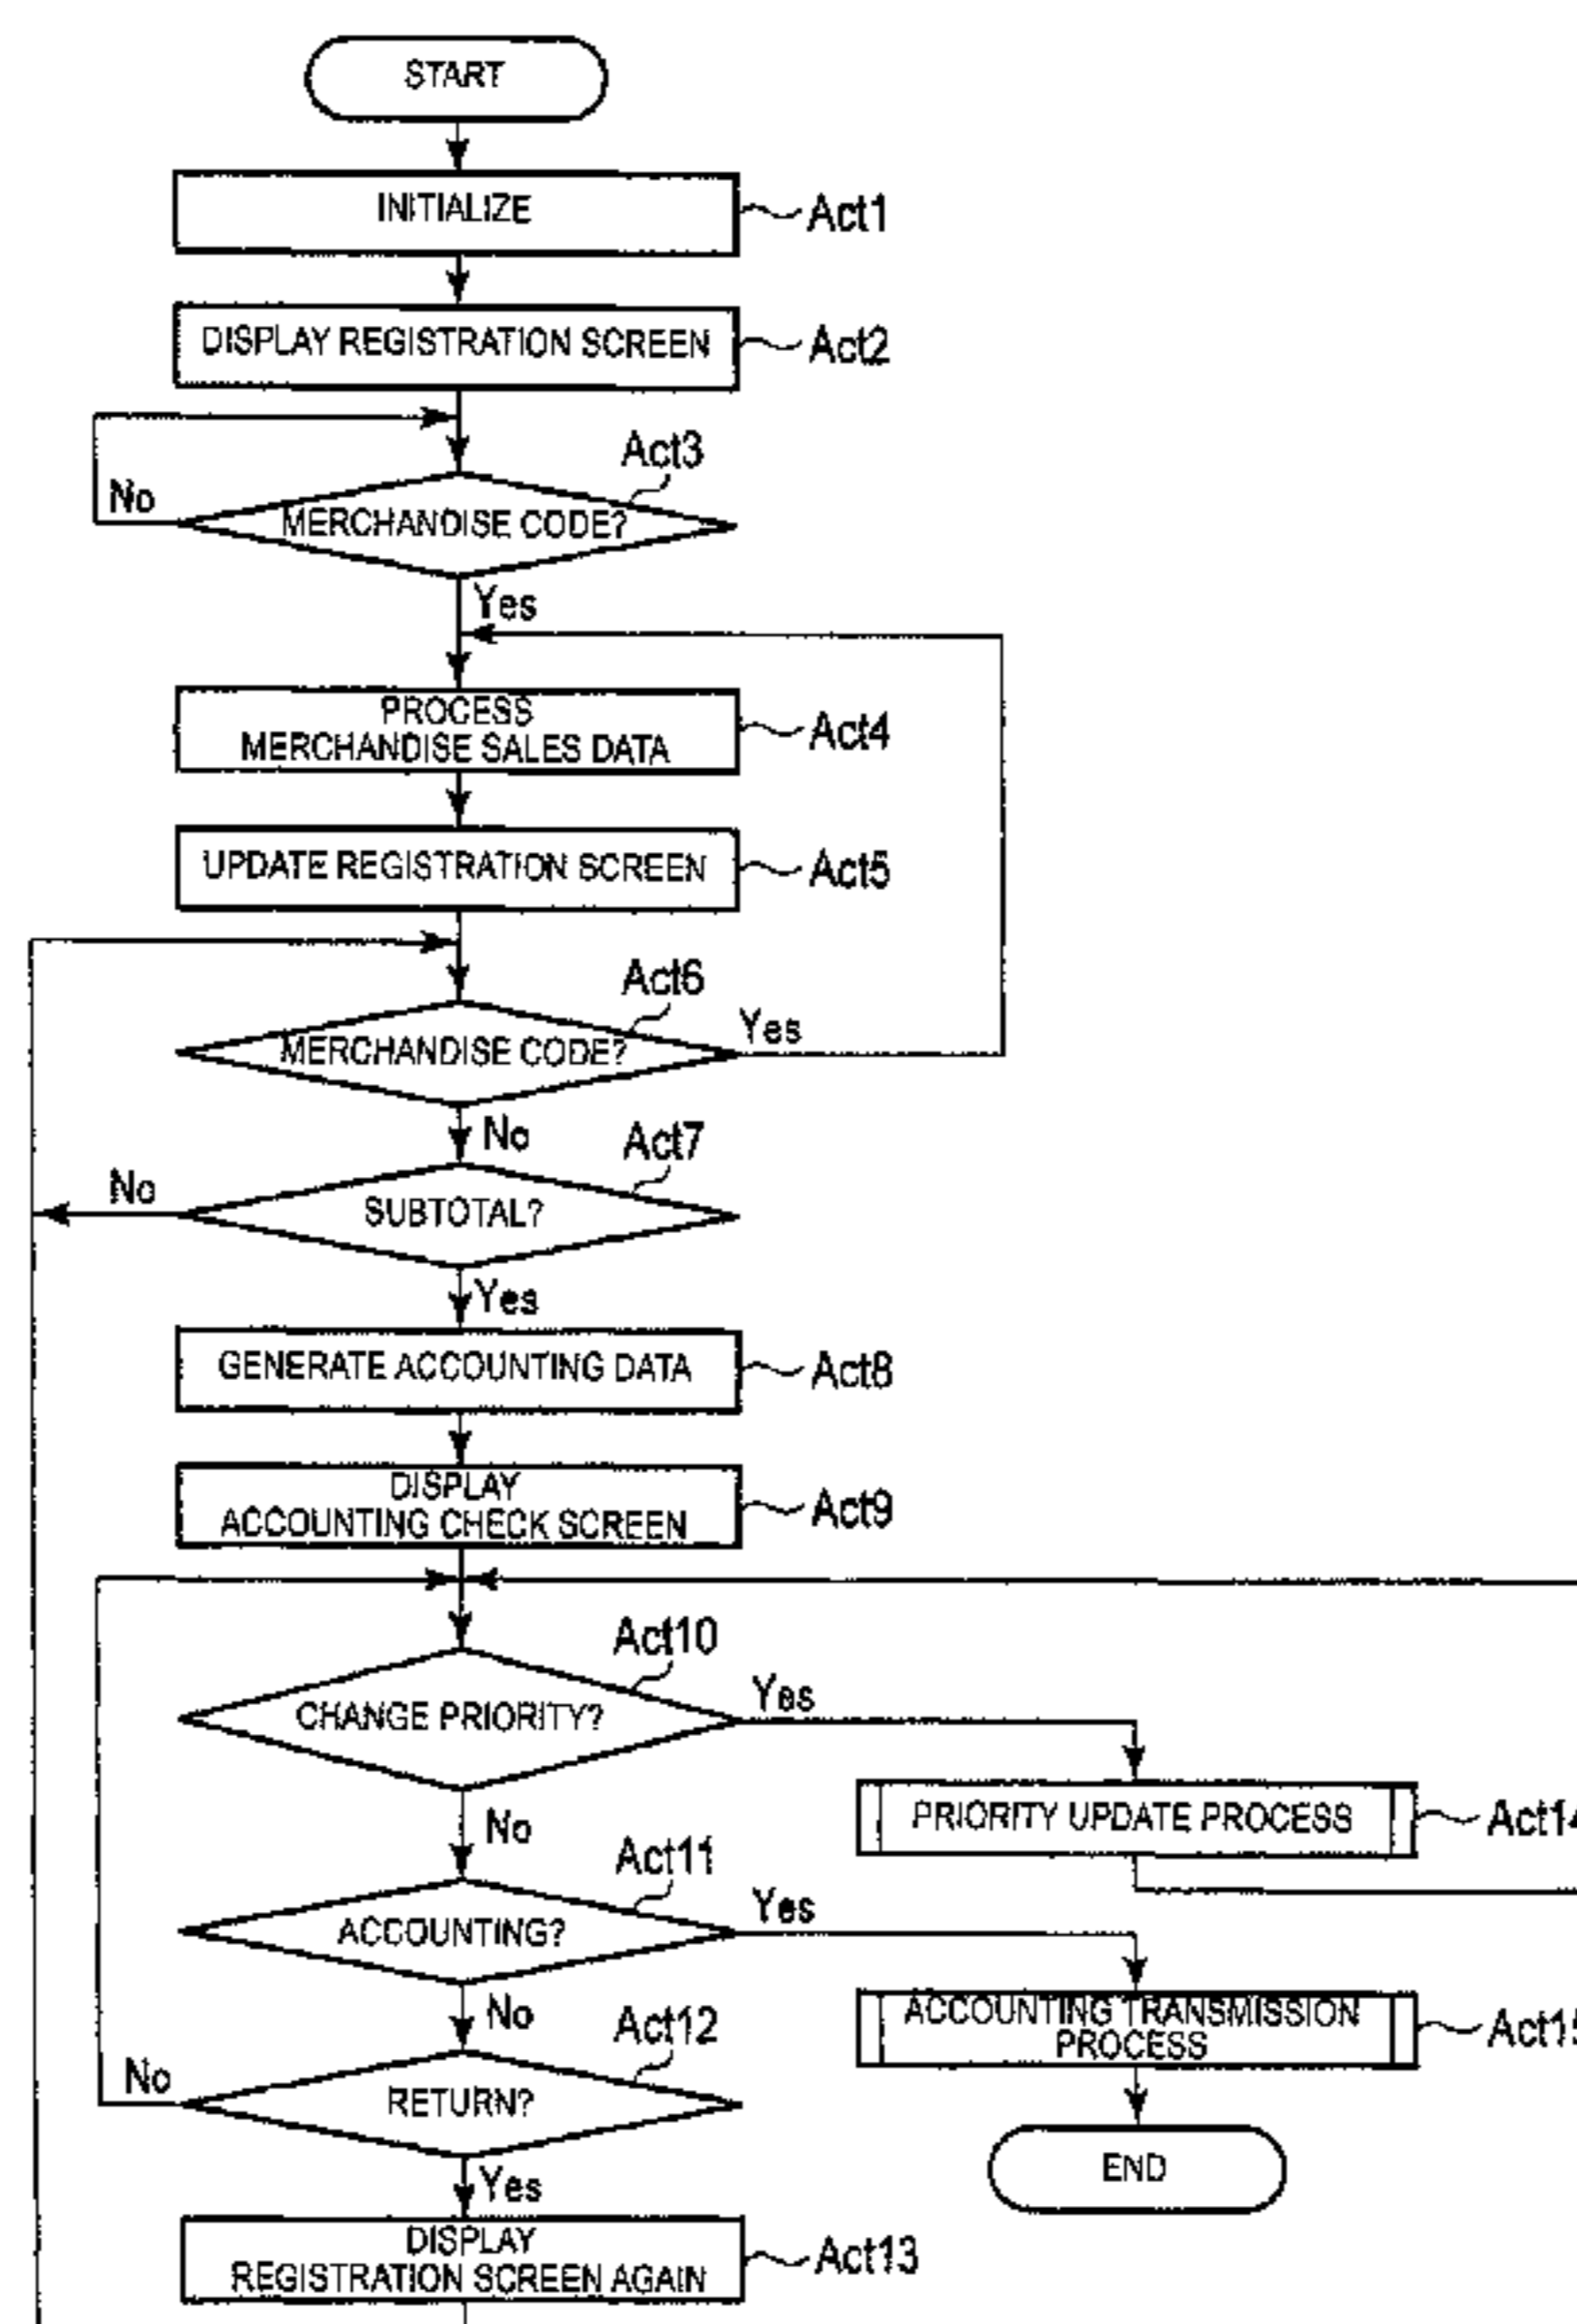 START
INITIALIZE
Act1
DISPLAY REGISTRATION SCREEN
Act2
Act3
No
MERCHANDISE CODE?
Yes
PROCESS
MERCHANDISE SALES DATA
Act4
UPDATE REGISTRATION SCREEN
Act5
Act6
MERCHANDISE CODE?
Yes
No
Act7
No
SUBTOTAL?
Yes
GENERATE ACCOUNTING DATA
Act8
DISPLAY
ACCOUNTING CHECK SCREEN
Act9
Act10
CHANGE PRIORITY?
Yes
PRIORITY UPDATE PROCESS
Act14
No
Act11
ACCOUNTING?
Yes
ACCOUNTING TRANSMISSION
PROCESS
Act15
No
Act12
No
RETURN?
END
Yes
DISPLAY
REGISTRATION SCREEN AGAIN
Act13